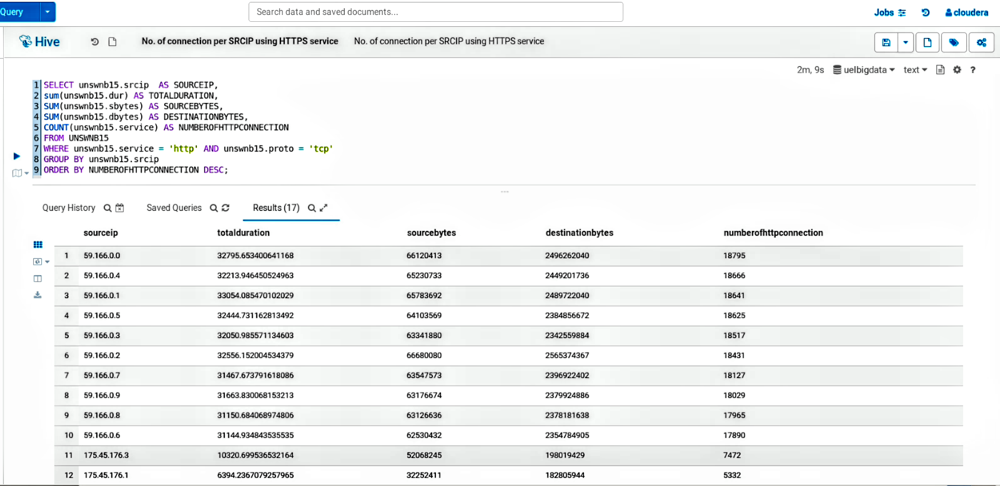 Query
Search data and saved documents...
Jobs
cloudera
Hive
No. of connection per SRCIP using HTTPS service
No. of connection per SRCIP using HTTPS service
2m, 9s
uelbigdata
text
?
1 SELECT unswnb15.srcip  AS SOURCEIP,
2 sum(unswnb15.dur) AS TOTALDURATION,
3 SUM(unswnb15.sbytes) AS SOURCEBYTES,
4 SUM(unswnb15.dbytes) AS DESTINATIONBYTES,
5 COUNT(unswnb15.service) AS NUMBEROFHTTPCONNECTION
6 FROM UNSWNB15
7 WHERE unswnb15.service = 'http' AND unswnb15.proto = 'tcp'
8 GROUP BY unswnb15.srcip
9 ORDER BY NUMBEROFHTTPCONNECTION DESC;
Query History
Saved Queries
Results (17)
sourceip totalduration sourcebytes destinationbytes numberofhttpconnection
1 59.166.0.0 32795.653400641168 66120413 2496262040 18795
2 59.166.0.4 32213.946450524963 65230733 2449201736 18666
3 59.166.0.1 33054.085470102029 65783692 2489722040 18641
4 59.166.0.5 32444.731162813492 64103569 2384856672 18625
5 59.166.0.3 32050.985571134603 63341880 2342559884 18517
6 59.166.0.2 32556.152004534379 66680080 2565374367 18431
7 59.166.0.7 31467.673791618086 63547573 2396922402 18127
8 59.166.0.9 31663.830068153213 63176674 2379924886 18029
9 59.166.0.8 31150.684068974806 63126636 2378181638 17965
10 59.166.0.6 31144.934843535535 62530432 2354784905 17890
11 175.45.176.3 10320.699536532164 52068245 198019429 7472
12 175.45.176.1 6394.2367079257965 32252411 182805944 5332